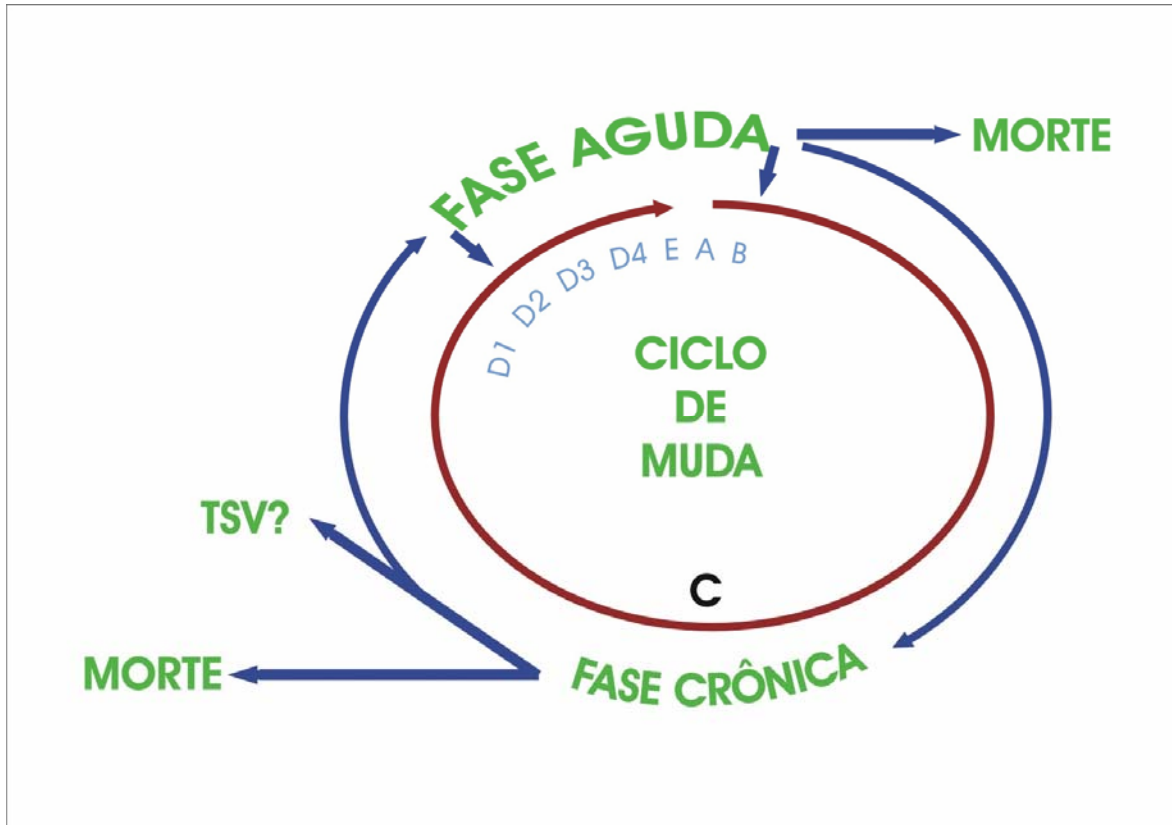 FASE AGUDA
MORTE
D1 D2 D3 D4 E A B
CICLO
DE
MUDA
TSV?
C
MORTE
FASE CRÔNICA